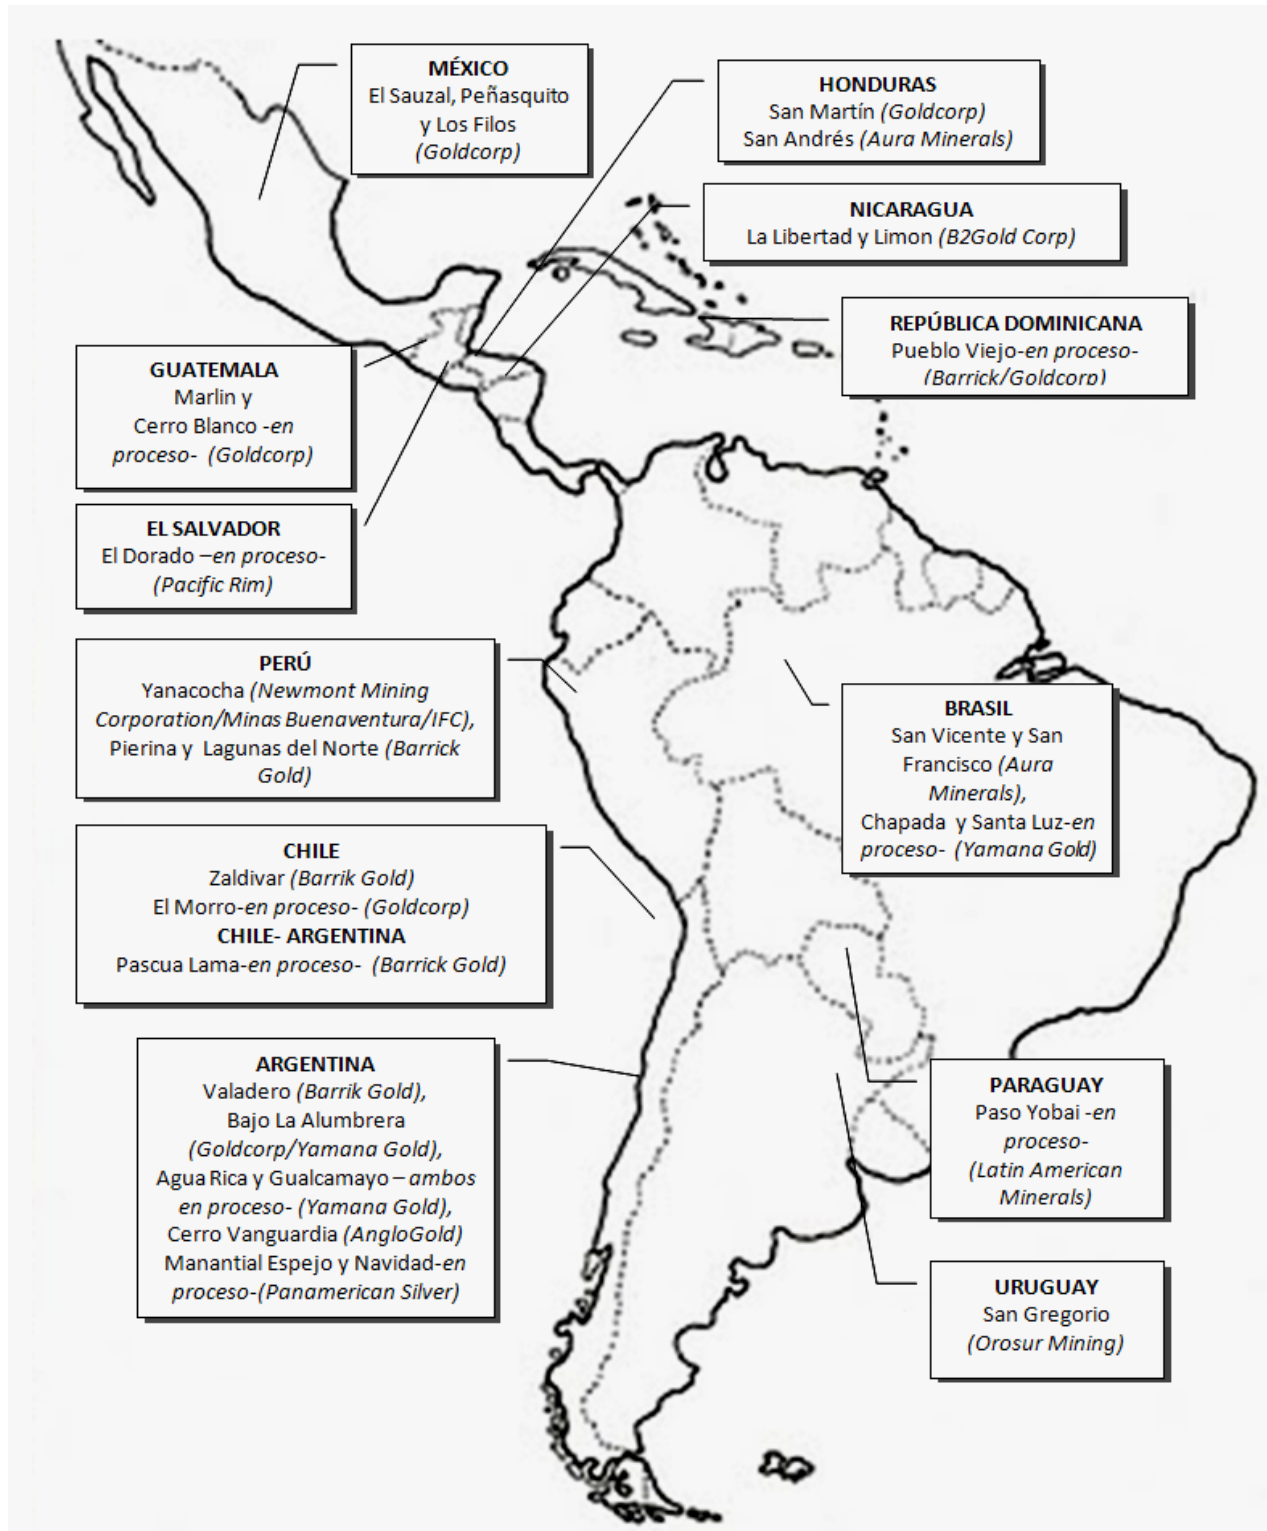 MÉXICO
El Sauzal, Peñasquito
y Los Filos
(Goldcorp)
HONDURAS
San Martín (Goldcorp)
San Andrés (Aura Minerals)
NICARAGUA
La Libertad y Limon (B2Gold Corp)
REPÚBLICA DOMINICANA
Pueblo Viejo-en proceso-
(Barrick/Goldcorp)
GUATEMALA
Marlin y
Cerro Blanco -en
proceso- (Goldcorp)
EL SALVADOR
El Dorado –en proceso-
(Pacific Rim)
PERÚ
Yanacocha (Newmont Mining
Corporation/Minas Buenaventura/IFC),
Pierina y Lagunas del Norte (Barrick
Gold)
BRASIL
San Vicente y San
Francisco (Aura
Minerals),
Chapada y Santa Luz-en
proceso- (Yamana Gold)
CHILE
Zaldivar (Barrik Gold)
El Morro-en proceso- (Goldcorp)
CHILE- ARGENTINA
Pascua Lama-en proceso- (Barrick Gold)
ARGENTINA
Valadero (Barrik Gold),
Bajo La Alumbrera
(Goldcorp/Yamana Gold),
Agua Rica y Gualcamayo – ambos
en proceso- (Yamana Gold),
Cerro Vanguardia (AngloGold)
Manantial Espejo y Navidad-en
proceso-(Panamerican Silver)
PARAGUAY
Paso Yobai -en
proceso-
(Latin American
Minerals)
URUGUAY
San Gregorio
(Orosur Mining)